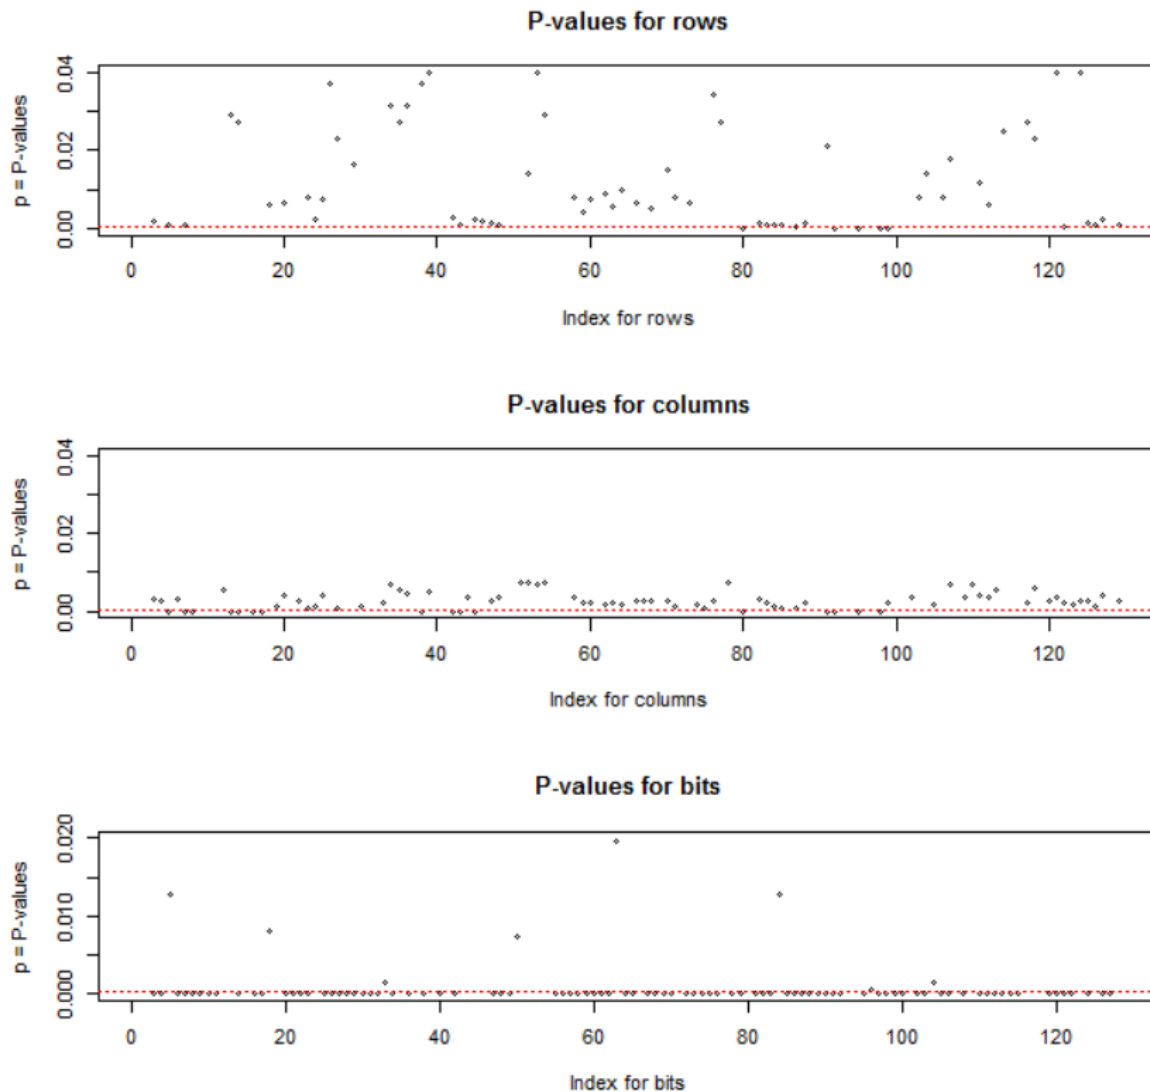 P-values for rows
p = P-values
0.04
0.02
0.00
0 20 40 60 80 100 120
Index for rows
P-values for columns
p = P-values
0.04
0.02
0.00
0 20 40 60 80 100 120
Index for columns
P-values for bits
p = P-values
0.020
0.010
0.000
0 20 40 60 80 100 120
Index for bits